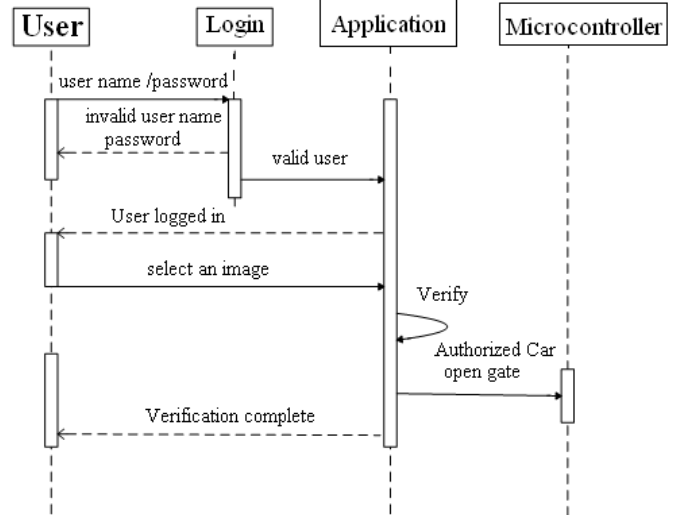 User
Login
Application
Microcontroller
user name /password
invalid user name
password
valid user
User logged in
select an image
Verify
Authorized Car
open gate
Verification complete